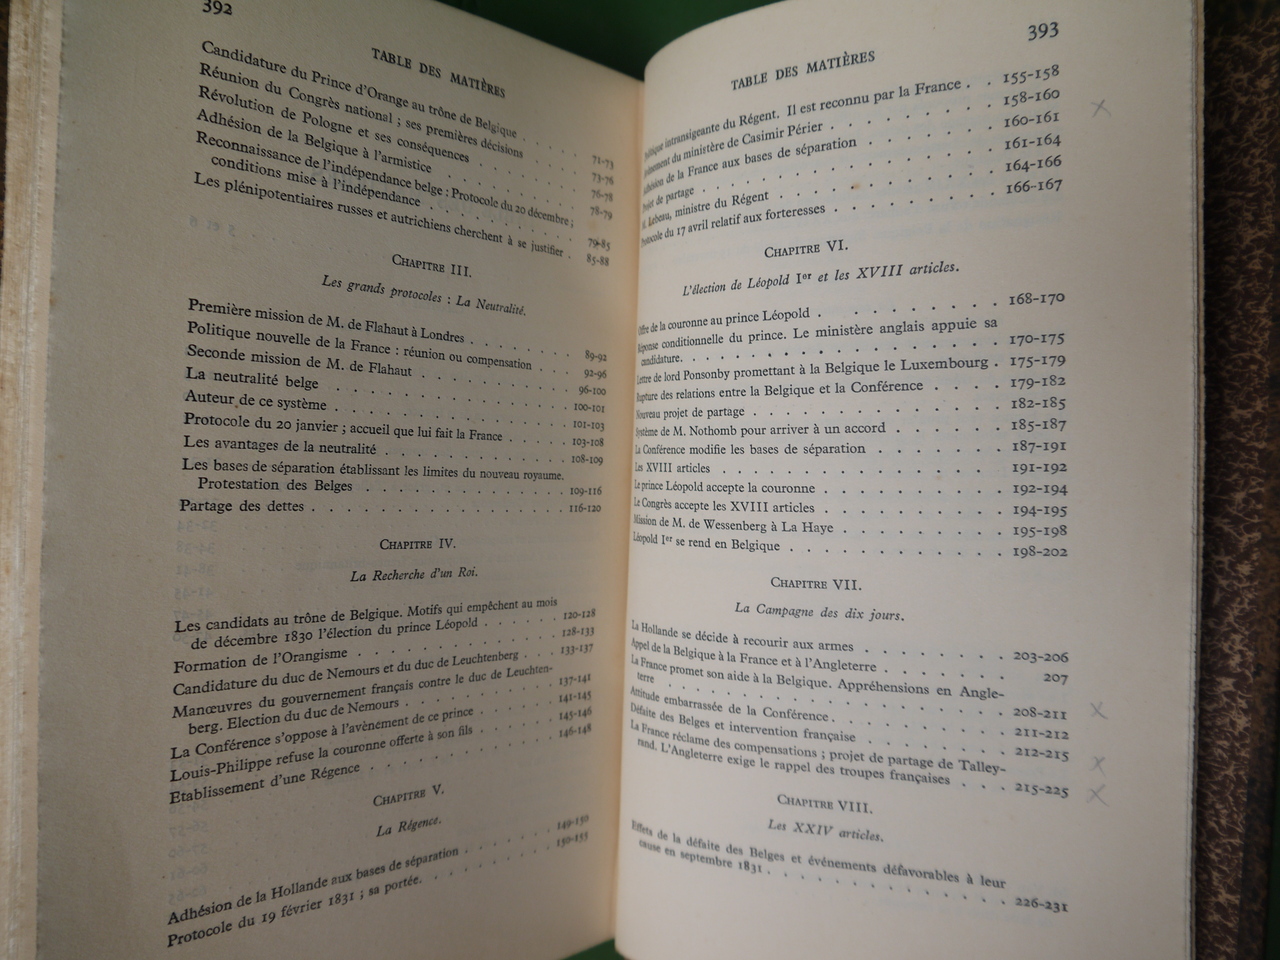 392
TABLE DES MATIÈRES
Candidature du Prince d'Orange au trône de Belgique . . . 71-73
Réunion du Congrès national ; ses premières décisions . . . 73-76
Révolution de Pologne et ses conséquences . . . . . 76-78
Adhésion de la Belgique à l'armistice . . . . . . 78-79
Reconnaissance de l'indépendance belge : Protocole du 20 décembre ;
conditions mise à l'indépendance . . . . . . 79-85
Les plénipotentiaires russes et autrichiens cherchent à se justifier . 85-88
CHAPITRE III.
Les grands protocoles : La Neutralité.
Première mission de M. de Flahaut à Londres . . . . . 89-92
Politique nouvelle de la France : réunion ou compensation . . . 92-96
Seconde mission de M. de Flahaut . . . . . . . 96-100
La neutralité belge . . . . . . . . . . 100-101
Auteur de ce système . . . . . . . . . . 101-103
Protocole du 20 janvier ; accueil que lui fait la France . . . . 103-108
Les avantages de la neutralité . . . . . . . . 108-109
Les bases de séparation établissant les limites du nouveau royaume.
Protestation des Belges . . . . . . . . . 109-116
Partage des dettes . . . . . . . . . . . 116-120
CHAPITRE IV.
La Recherche d'un Roi.
Les candidats au trône de Belgique. Motifs qui empêchent au mois
de décembre 1830 l'élection du prince Léopold . . . . . 120-128
Formation de l'Orangisme . . . . . . . . . 128-133
Candidature du duc de Nemours et du duc de Leuchtenberg . . . 133-137
Manœuvres du gouvernement français contre le duc de Leuchten-
berg. Election du duc de Nemours . . . . . . . 137-141
La Conférence s'oppose à l'avènement de ce prince . . . . 141-145
Louis-Philippe refuse la couronne offerte à son fils . . . . 145-146
Etablissement d'une Régence . . . . . . . . 146-148
CHAPITRE V.
La Régence.
Adhésion de la Hollande aux bases de séparation . . . . . 149-150
Protocole du 19 février 1831 ; sa portée. . . . . . . 150-155
393
TABLE DES MATIÈRES
Politique intransigeante du Régent. Il est reconnu par la France . . 155-158
Avènement du ministère de Casimir Périer . . . . . . . 158-160
Adhésion de la France aux bases de séparation . . . . . . 160-161
Projet de partage . . . . . . . . . . . 161-164
M. Lebeau, ministre du Régent . . . . . . . . . 164-166
Protocole du 17 avril relatif aux forteresses . . . . . . . 166-167
CHAPITRE VI.
L'élection de Léopold Ier et les XVIII articles.
Offre de la couronne au prince Léopold . . . . . . . . 168-170
Réponse conditionnelle du prince. Le ministère anglais appuie sa
candidature. . . . . . . . . . . . . . 170-175
Lettre de lord Ponsonby promettant à la Belgique le Luxembourg . 175-179
Rupture des relations entre la Belgique et la Conférence . . . . 179-182
Nouveau projet de partage . . . . . . . . . . 182-185
Système de M. Nothomb pour arriver à un accord . . . . . . 185-187
La Conférence modifie les bases de séparation . . . . . . . 187-191
Les XVIII articles . . . . . . . . . . . . 191-192
Le prince Léopold accepte la couronne . . . . . . . . . 192-194
Le Congrès accepte les XVIII articles . . . . . . . . . 194-195
Mission de M. de Wessenberg à La Haye . . . . . . . . 195-198
Léopold Ier se rend en Belgique . . . . . . . . . . 198-202
CHAPITRE VII.
La Campagne des dix jours.
La Hollande se décide à recourir aux armes . . . . . . . 203-206
Appel de la Belgique à la France et à l'Angleterre . . . . . . 207
La France promet son aide à la Belgique. Appréhensions en Angle-
terre . . . . . . . . . . . . . . 208-211
Attitude embarrassée de la Conférence. . . . . . . . . 211-212
Défaite des Belges et intervention française . . . . . . . 212-215
La France réclame des compensations ; projet de partage de Talley-
rand. L'Angleterre exige le rappel des troupes françaises . . . 215-225
CHAPITRE VIII.
Les XXIV articles.
Effets de la défaite des Belges et événements défavorables à leur
cause en septembre 1831. . . . . . . . . . . 226-231